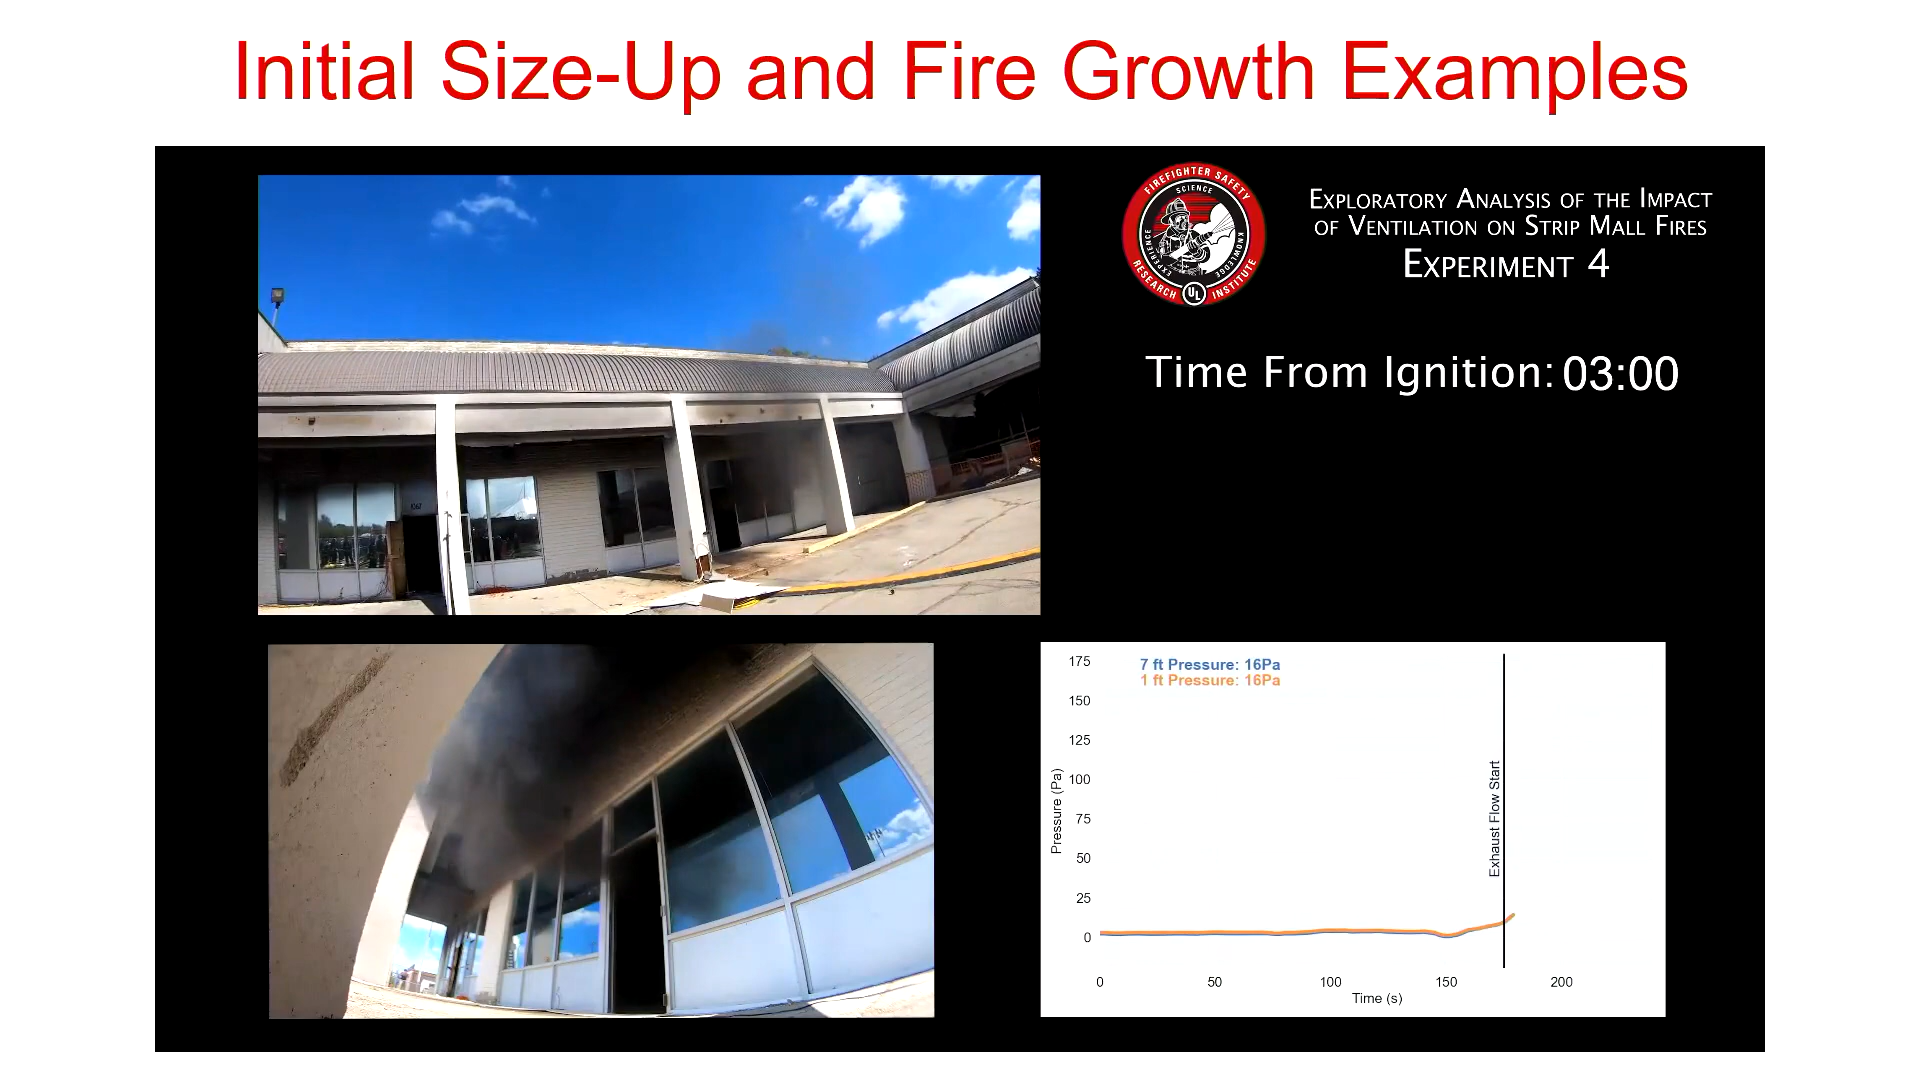 Initial Size-Up and Fire Growth Examples
FIREFIGHTER SAFETY
RESEARCH INSTITUTE
SCIENCE
EXPERIENCE
KNOWLEDGE
UL
Exploratory Analysis of the Impact
of Ventilation on Strip Mall Fires
Experiment 4
Time From Ignition: 03:00
7 ft Pressure: 16Pa
1 ft Pressure: 16Pa
175
150
125
100
75
50
25
0
Pressure (Pa)
Exhaust Flow Start
0 50 100 150 200
Time (s)